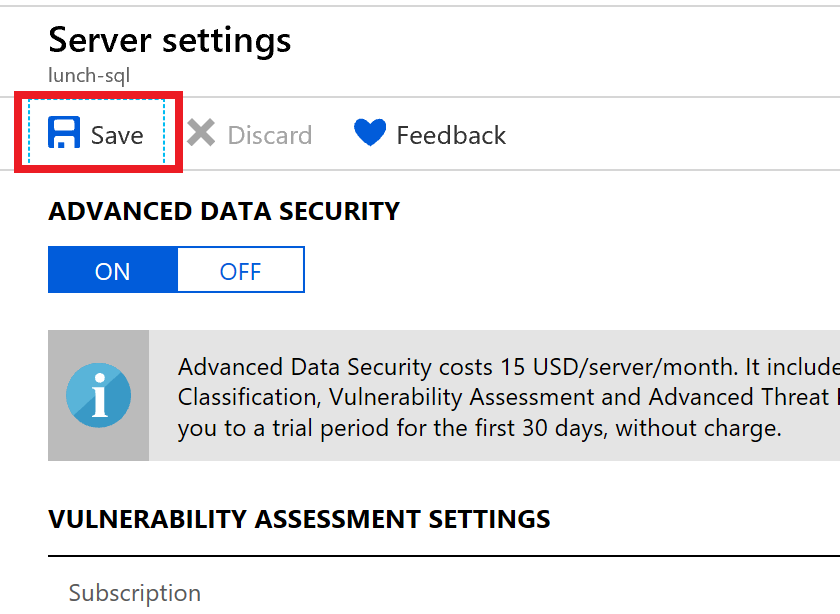 Server settings
lunch-sql
Save Discard Feedback
ADVANCED DATA SECURITY
ON OFF
Advanced Data Security costs 15 USD/server/month. It include
Classification, Vulnerability Assessment and Advanced Threat
you to a trial period for the first 30 days, without charge.
VULNERABILITY ASSESSMENT SETTINGS
Subscription